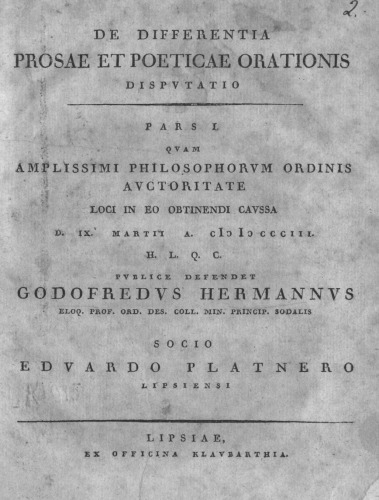 2.
DE DIFFERENTIA
PROSAE ET POETICAE ORATIONIS
DISPVTATIO
PARS I.
QVAM
AMPLISSIMI PHILOSOPHORVM ORDINIS
AVCTORITATE
LOCI IN EO OBTINENDI CAVSSA
D. IX. MARTII A. CIↃIↃCCCIII.
H. L. Q. C.
PVBLICE DEFENDET
GODOFREDVS HERMANNVS
ELOQ. PROF. ORD. DES. COLL. MIN. PRINCIP. SODALIS
SOCIO
EDVARDO PLATNERO
LIPSIENSI
LIPSIAE,
EX OFFICINA KLAVBARTHIA.